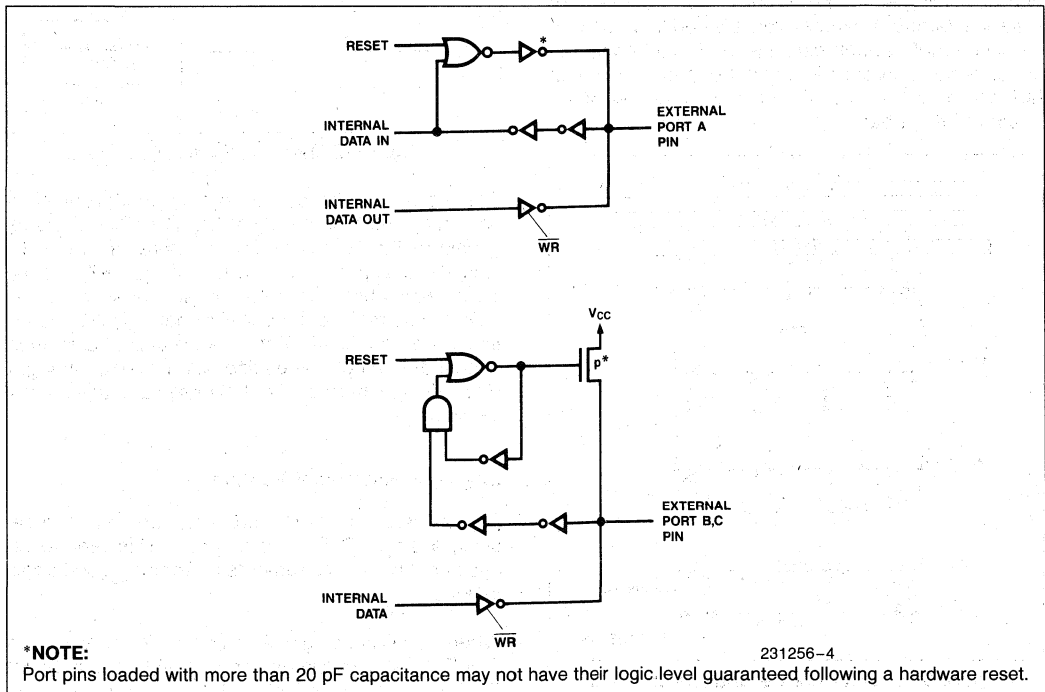 RESET
*
INTERNAL
DATA IN
EXTERNAL
PORT A
PIN
INTERNAL
DATA OUT
WR
VCC
RESET
p*
EXTERNAL
PORT B,C
PIN
INTERNAL
DATA
WR
*NOTE:
231256-4
Port pins loaded with more than 20 pF capacitance may not have their logic level guaranteed following a hardware reset.